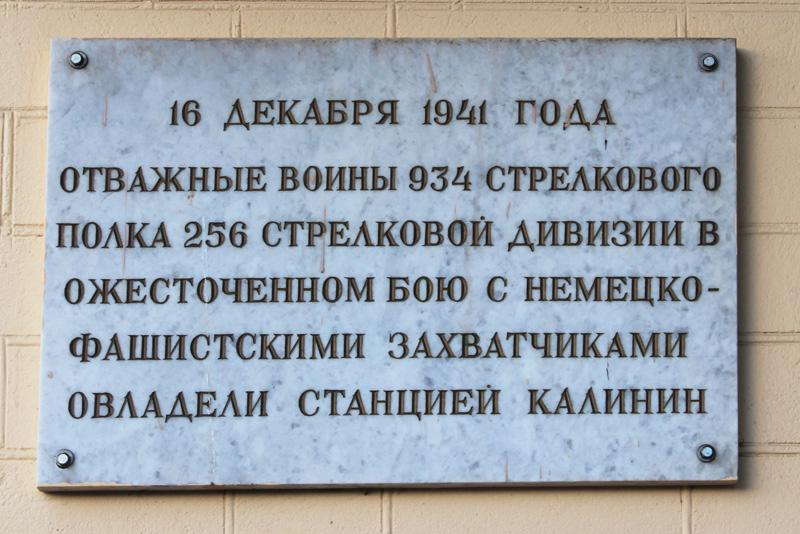 16 ДЕКАБРЯ 1941 ГОДА
ОТВАЖНЫЕ ВОИНЫ 934 СТРЕЛКОВОГО
ПОЛКА 256 СТРЕЛКОВОЙ ДИВИЗИИ В
ОЖЕСТОЧЕННОМ БОЮ С НЕМЕЦКО-
ФАШИСТСКИМИ ЗАХВАТЧИКАМИ
ОВЛАДЕЛИ СТАНЦИЕЙ КАЛИНИН